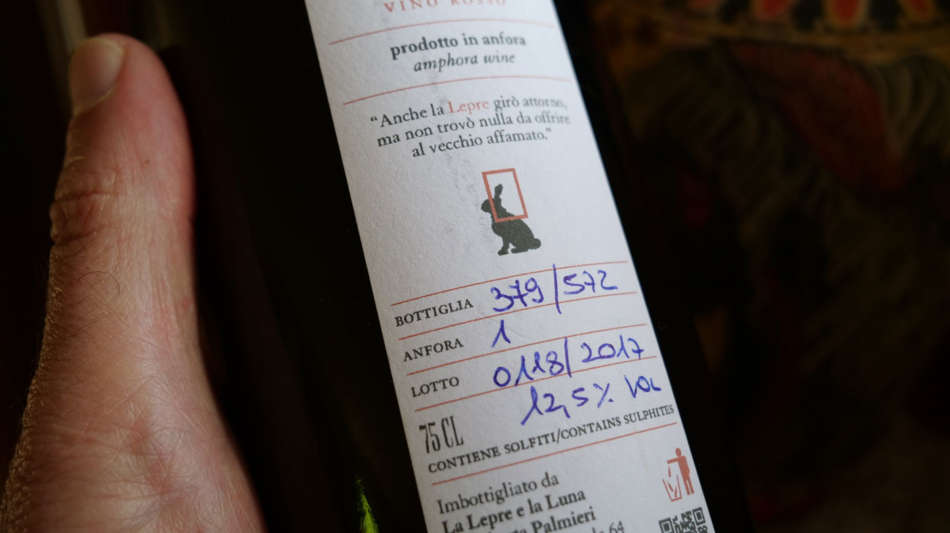 VINO ROSSO
prodotto in anfora
amphora wine
"Anche la Lepre girò attorno,
ma non trovò nulla da offrire
al vecchio affamato."
BOTTIGLIA 379/572
ANFORA 1
LOTTO 0118/2017
75 CL 12,5% VOL
CONTIENE SOLFITI/CONTAINS SULPHITES
Imbottigliato da
La Lepre e la Luna
Palmieri
64